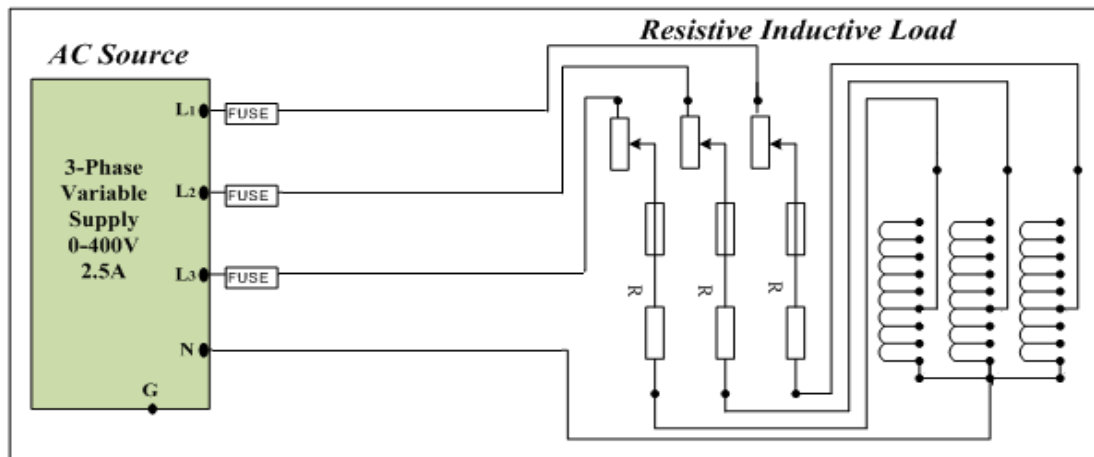 AC Source
Resistive Inductive Load
L1
FUSE
3-Phase
Variable
Supply
0-400V
2.5A
L2
FUSE
L3
FUSE
N
G
R
R
R